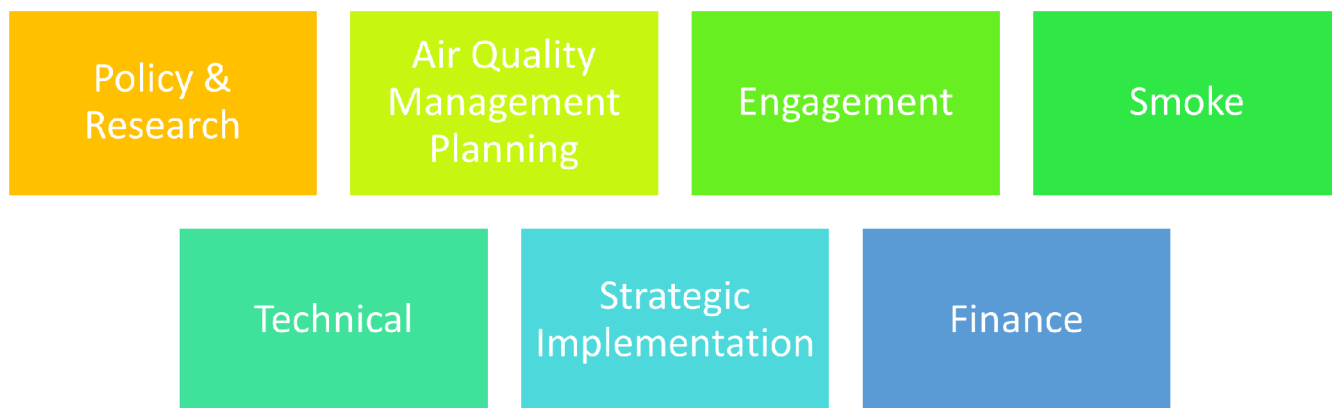 Policy &
Research
Air Quality
Management
Planning
Engagement
Smoke
Technical
Strategic
Implementation
Finance